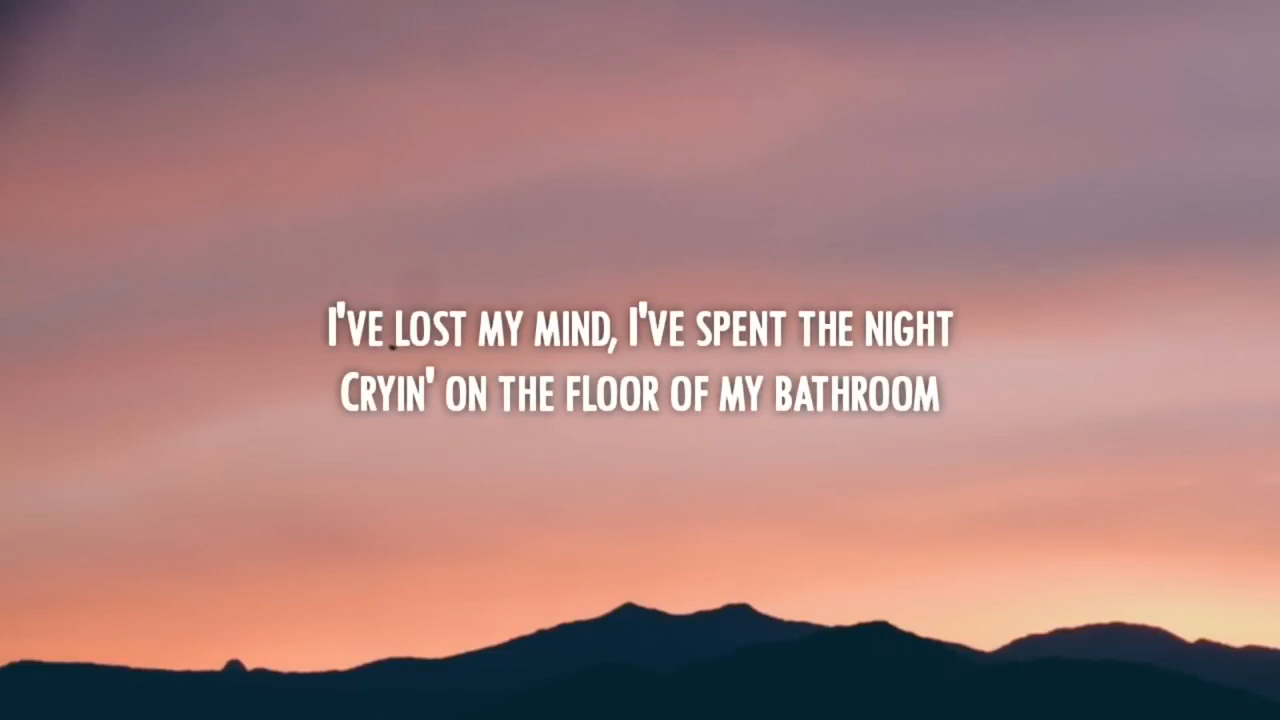 I'VE LOST MY MIND, I'VE SPENT THE NIGHT
CRYIN' ON THE FLOOR OF MY BATHROOM